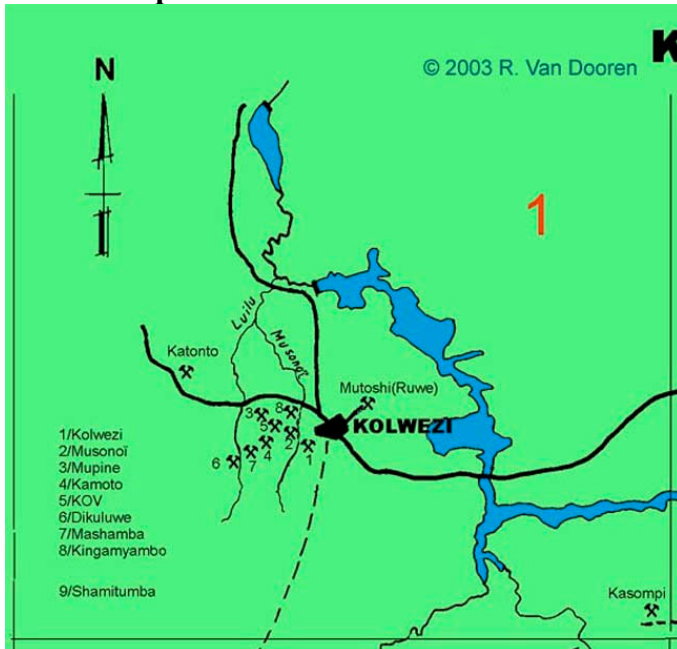 K
© 2003 R. Van Dooren
N
1
Luilu
Musonoï
Katonto
Mutoshi(Ruwe)
KOLWEZI
3
8
5
2
4
1
6
7
1/Kolwezi
2/Musonoï
3/Mupine
4/Kamoto
5/KOV
6/Dikuluwe
7/Mashamba
8/Kingamyambo
9/Shamitumba
Kasompi